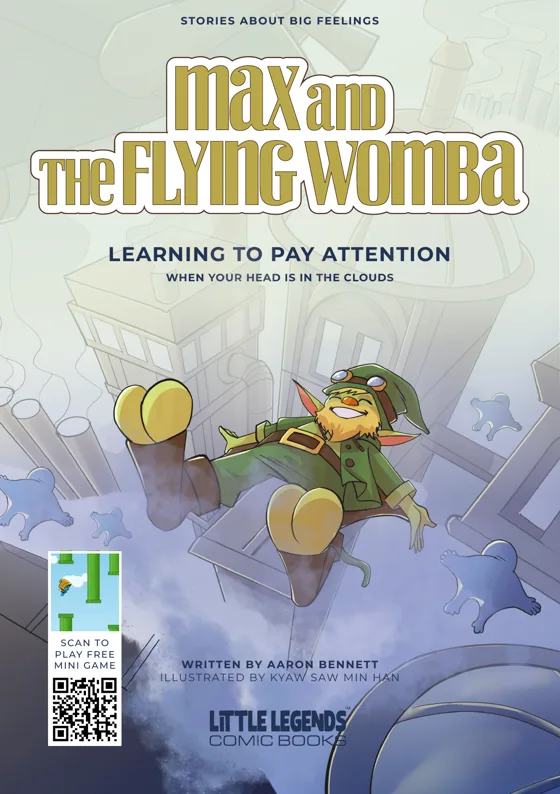 STORIES ABOUT BIG FEELINGS
MAX AND
THE FLYING WOMBA
LEARNING TO PAY ATTENTION
WHEN YOUR HEAD IS IN THE CLOUDS
SCAN TO
PLAY FREE
MINI GAME
WRITTEN BY AARON BENNETT
ILLUSTRATED BY KYAW SAW MIN HAN
LITTLE LEGENDS™
COMIC BOOKS